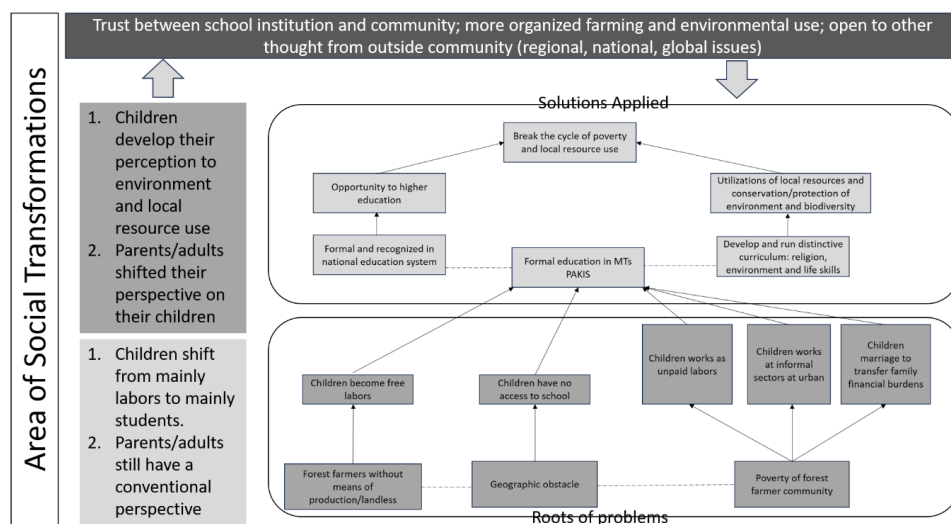 Area of Social Transformations
Trust between school institution and community; more organized farming and environmental use; open to other
thought from outside community (regional, national, global issues)
1. Children
develop their
perception to
environment
and local
resource use
2. Parents/adults
shifted their
perspective on
their children
1. Children shift
from mainly
labors to mainly
students.
2. Parents/adults
still have a
conventional
perspective
Solutions Applied
Break the cycle of poverty
and local resource use
Opportunity to higher
education
Utilizations of local resources and
conservation/protection of
environment and biodiversity
Formal and recognized in
national education system
Formal education in MTs
PAKIS
Develop and run distinctive
curriculum: religion,
environment and life skills
Children become free
labors
Children have no
access to school
Children works as
unpaid labors
Children works
at informal
sectors at urban
Children
marriage to
transfer family
financial burdens
Forest farmers without
means of
production/landless
Geographic obstacle
Poverty of forest
farmer community
Roots of problems